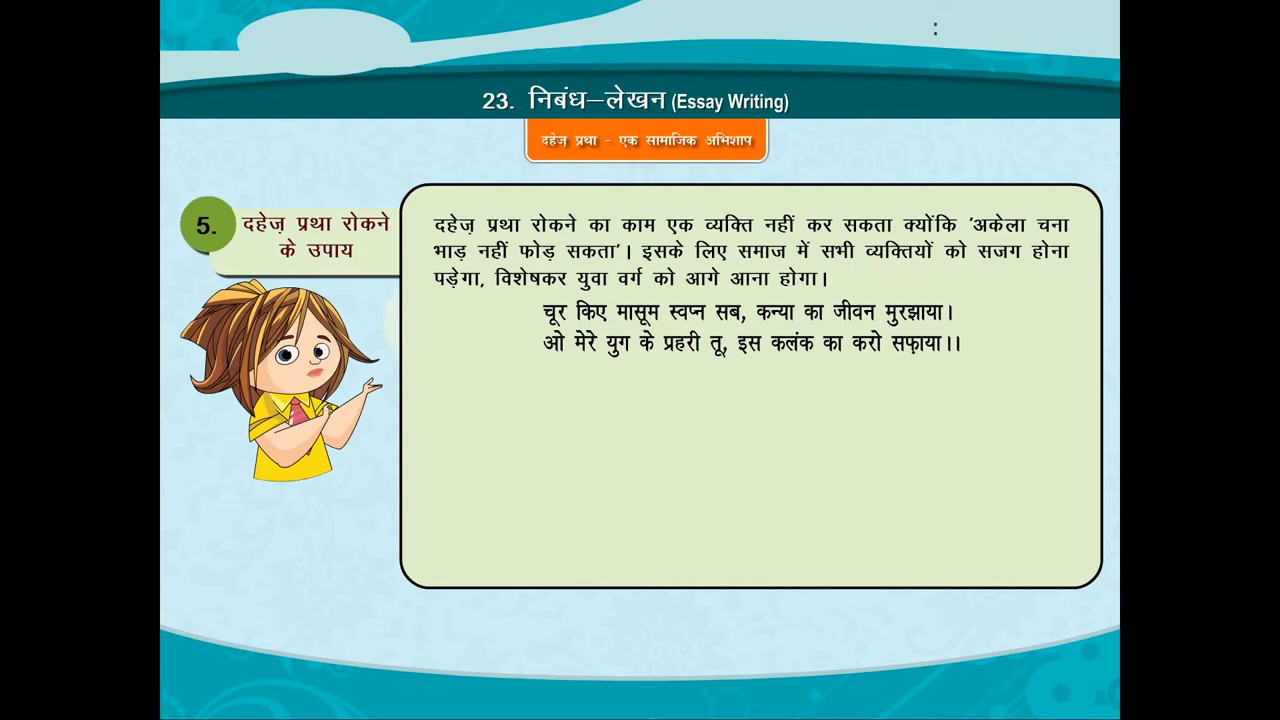 23. निबंध–लेखन (Essay Writing)
दहेज़ प्रथा - एक सामाजिक अभिशाप
5. दहेज़ प्रथा रोकने
के उपाय
दहेज़ प्रथा रोकने का काम एक व्यक्ति नहीं कर सकता क्योंकि 'अकेला चना
भाड़ नहीं फोड़ सकता'। इसके लिए समाज में सभी व्यक्तियों को सजग होना
पड़ेगा, विशेषकर युवा वर्ग को आगे आना होगा।
चूर किए मासूम स्वप्न सब, कन्या का जीवन मुरझाया।
ओ मेरे युग के प्रहरी तू, इस कलंक का करो सफ़ाया।।